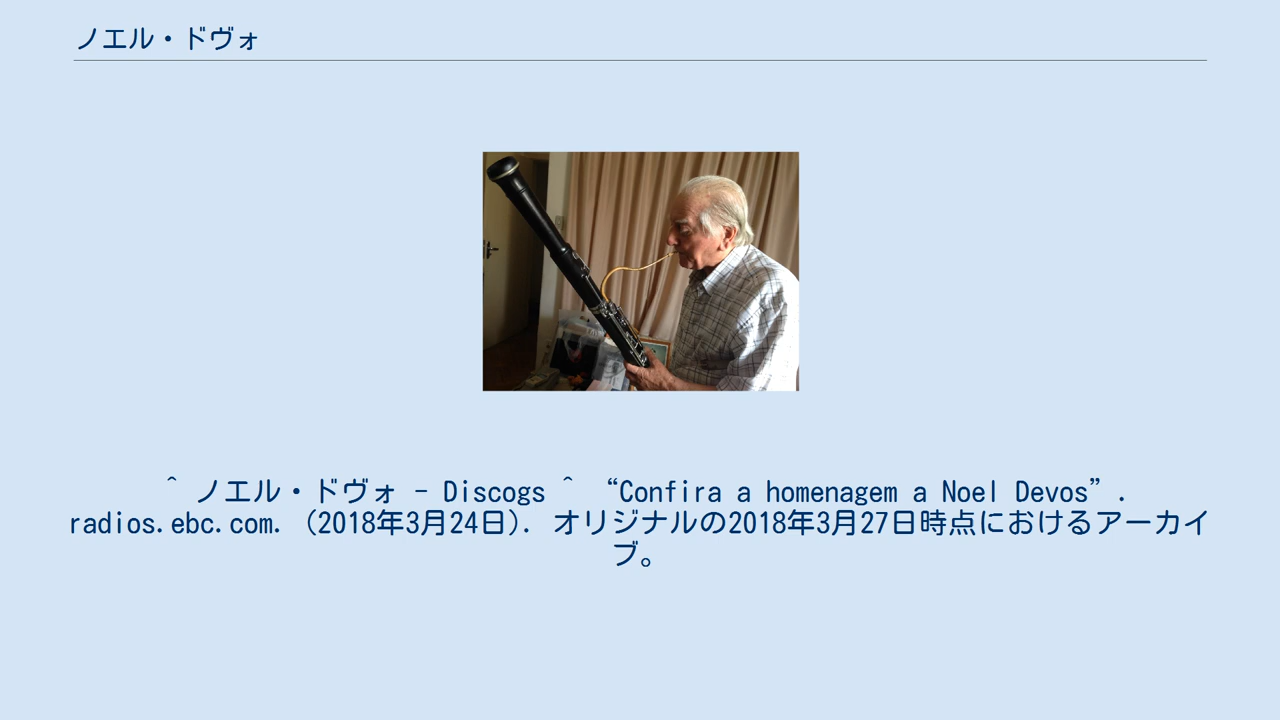 ノエル・ドヴォ
^ ノエル・ドヴォ - Discogs ^ “Confira a homenagem a Noel Devos”.
radios.ebc.com. (2018年3月24日). オリジナルの2018年3月27日時点におけるアーカイ
ブ。